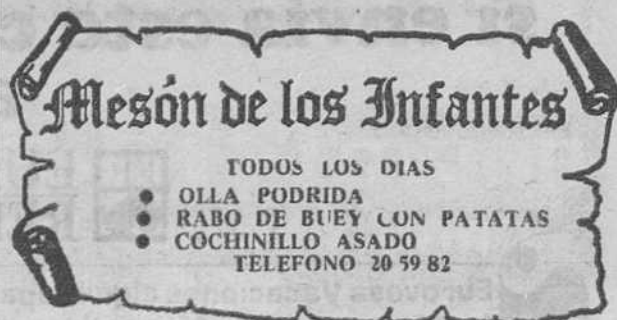 Mesón de los Infantes
TODOS LOS DIAS
● OLLA PODRIDA
● RABO DE BUEY CON PATATAS
● COCHINILLO ASADO
TELEFONO 20 59 82